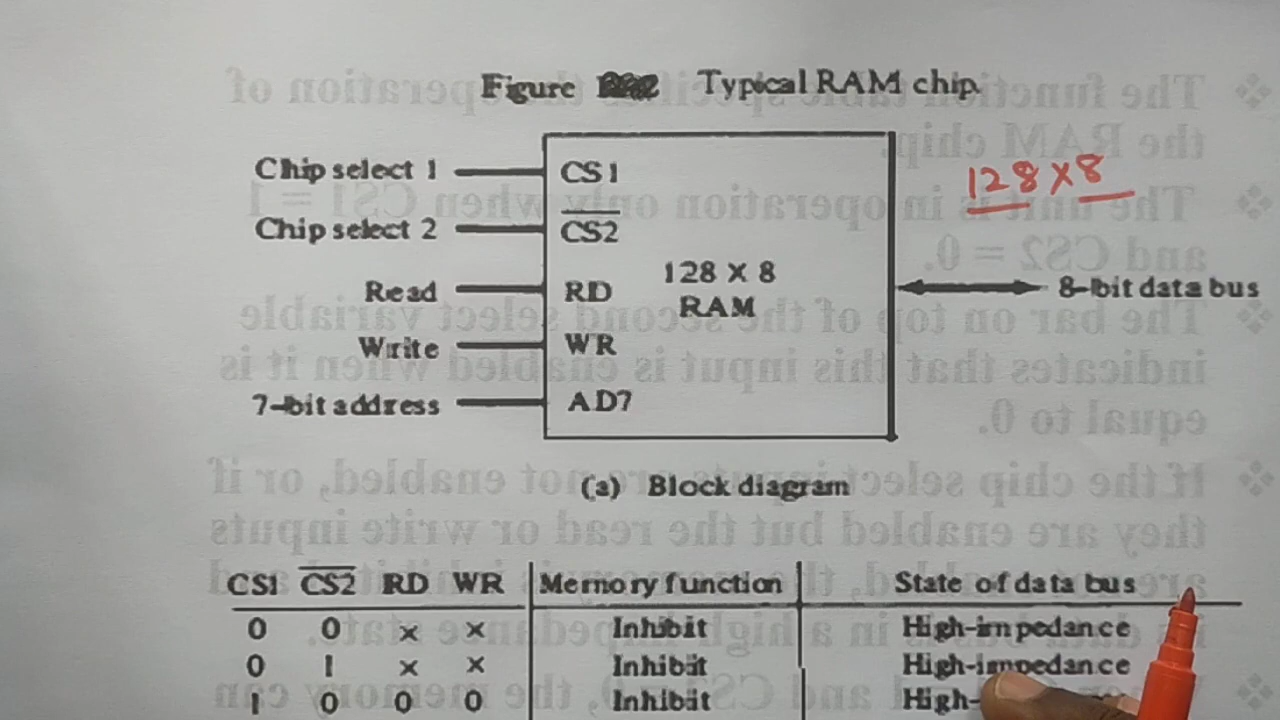 Figure Typical RAM chip.
Chip select 1 CS1
128 X 8
Chip select 2 C̅S̅2̅
Read RD 128 X 8
RAM
8-bit data bus
Write WR
7-bit address AD7
(a) Block diagram
CS1 C̅S̅2̅ RD WR Memory function State of data bus
0 0 x x Inhibit High-impedance
0 1 x x Inhibit High-impedance
1 0 0 0 Inhibit High-